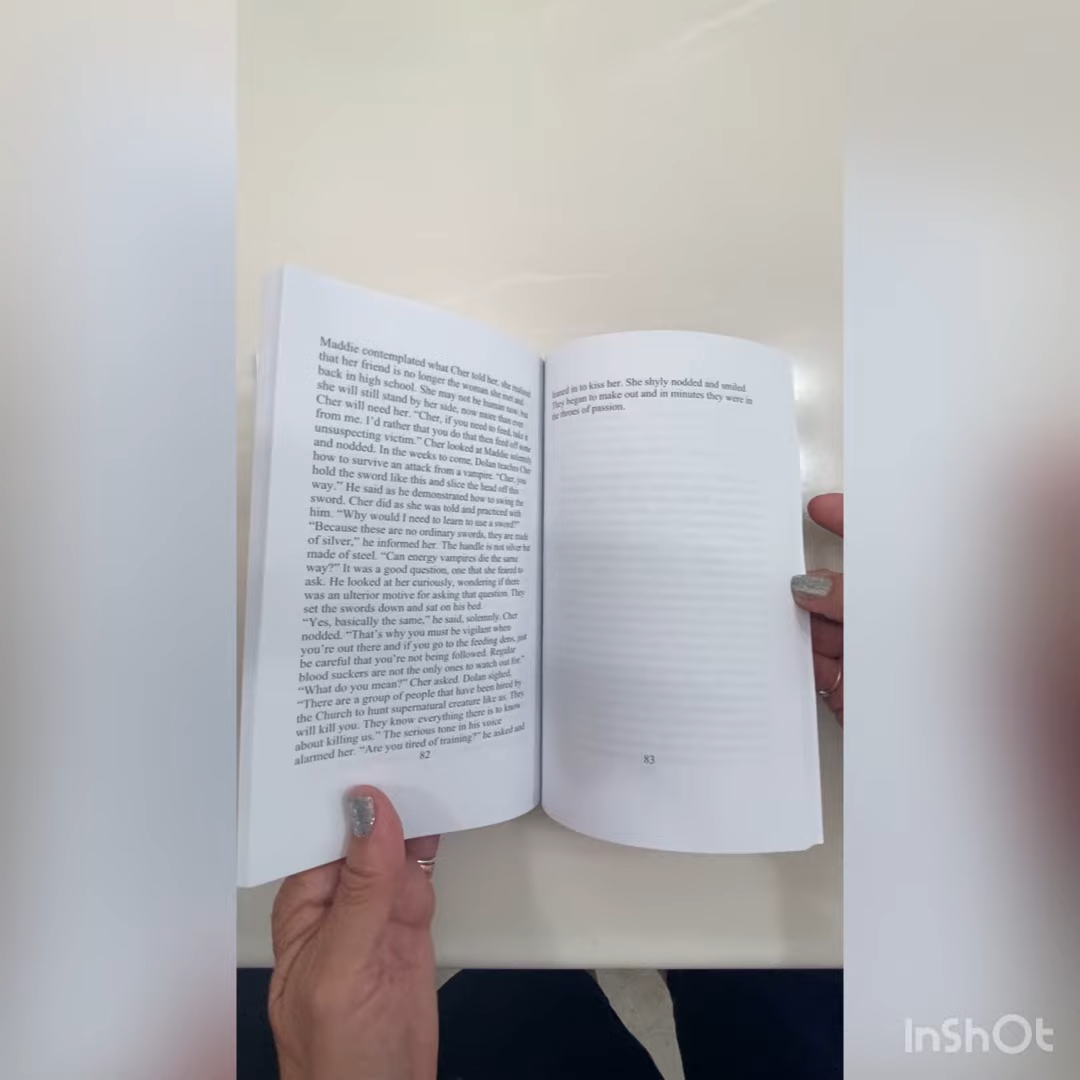 Maddie contemplated what Cher told her, she realized
that her friend is no longer the woman she met and
back in high school. She may not be human now, but
she will still stand by her side, now more than ever
Cher will need her. “Cher, if you need to feed, take it
from me. I’d rather that you do that then feed off some
unsuspecting victim.” Cher looked at Maddie solemnly
and nodded. In the weeks to come, Dolan teaches Cher
how to survive an attack from a vampire. “Cher, you
hold the sword like this and slice the head off this
way.” He said as he demonstrated how to swing the
sword. Cher did as she was told and practiced with
him. “Why would I need to learn to use a sword?”
“Because these are no ordinary swords, they are made
of silver,” he informed her. The handle is not silver but
made of steel. “Can energy vampires die the same
way?” It was a good question, one that she feared to
ask. He looked at her curiously, wondering if there
was an ulterior motive for asking that question. They
set the swords down and sat on his bed.
“Yes, basically the same,” he said, solemnly. Cher
nodded. “That’s why you must be vigilant when
you’re out there and if you go to the feeding dens, just
be careful that you’re not being followed. Regular
blood suckers are not the only ones to watch out for.”
“What do you mean?” Cher asked. Dolan sighed,
“There are a group of people that have been hired by
the Church to hunt supernatural creature like us. They
will kill you. They know everything there is to know
about killing us.” The serious tone in his voice
alarmed her. “Are you tired of training?” he asked and
82
leaned in to kiss her. She shyly nodded and smiled.
They began to make out and in minutes they were in
the throes of passion.
83
InShOt